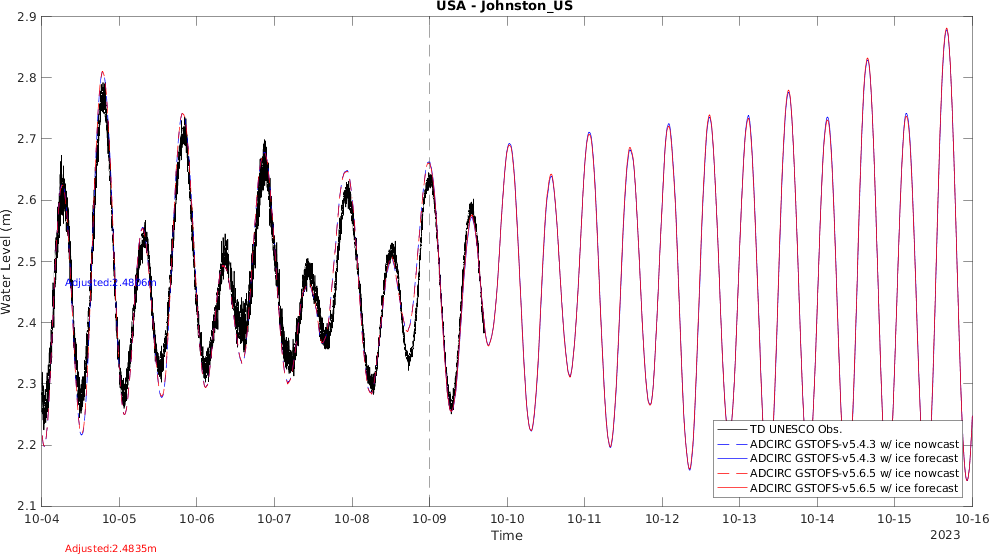 USA - Johnston_US
2.9
2.8
2.7
2.6
2.5
2.4
2.3
2.2
2.1
Water Level (m)
Adjusted:2.4806m
TD UNESCO Obs.
ADCIRC GSTOFS-v5.4.3 w/ ice nowcast
ADCIRC GSTOFS-v5.4.3 w/ ice forecast
ADCIRC GSTOFS-v5.6.5 w/ ice nowcast
ADCIRC GSTOFS-v5.6.5 w/ ice forecast
10-04 10-05 10-06 10-07 10-08 10-09 10-10 10-11 10-12 10-13 10-14 10-15 10-16
Time
2023
Adjusted:2.4835m